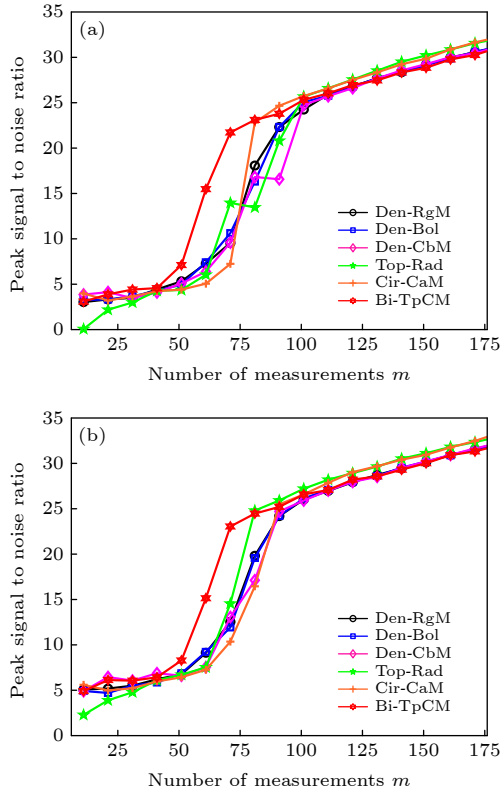 35
(a)
30
25
20
15
10
5
0
Peak signal to noise ratio
Den-RgM
Den-Bol
Den-CbM
Top-Rad
Cir-CaM
Bi-TpCM
25 50 75 100 125 150 175
Number of measurements m
35
(b)
30
25
20
15
10
5
0
Peak signal to noise ratio
Den-RgM
Den-Bol
Den-CbM
Top-Rad
Cir-CaM
Bi-TpCM
25 50 75 100 125 150 175
Number of measurements m